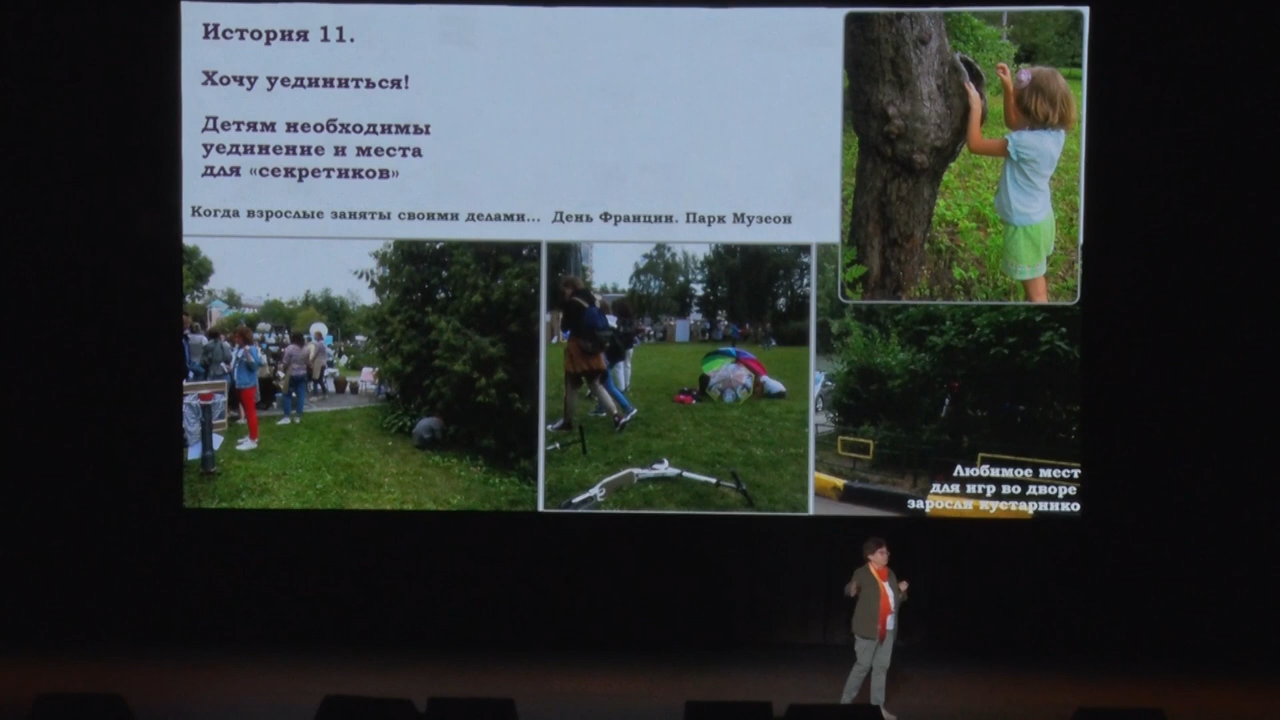 История 11.
Хочу уединиться!
Детям необходимы
уединение и места
для «секретиков»
Когда взрослые заняты своими делами... День Франции. Парк Музеон
Любимое мест
для игр во дворе
заросли кустарнико